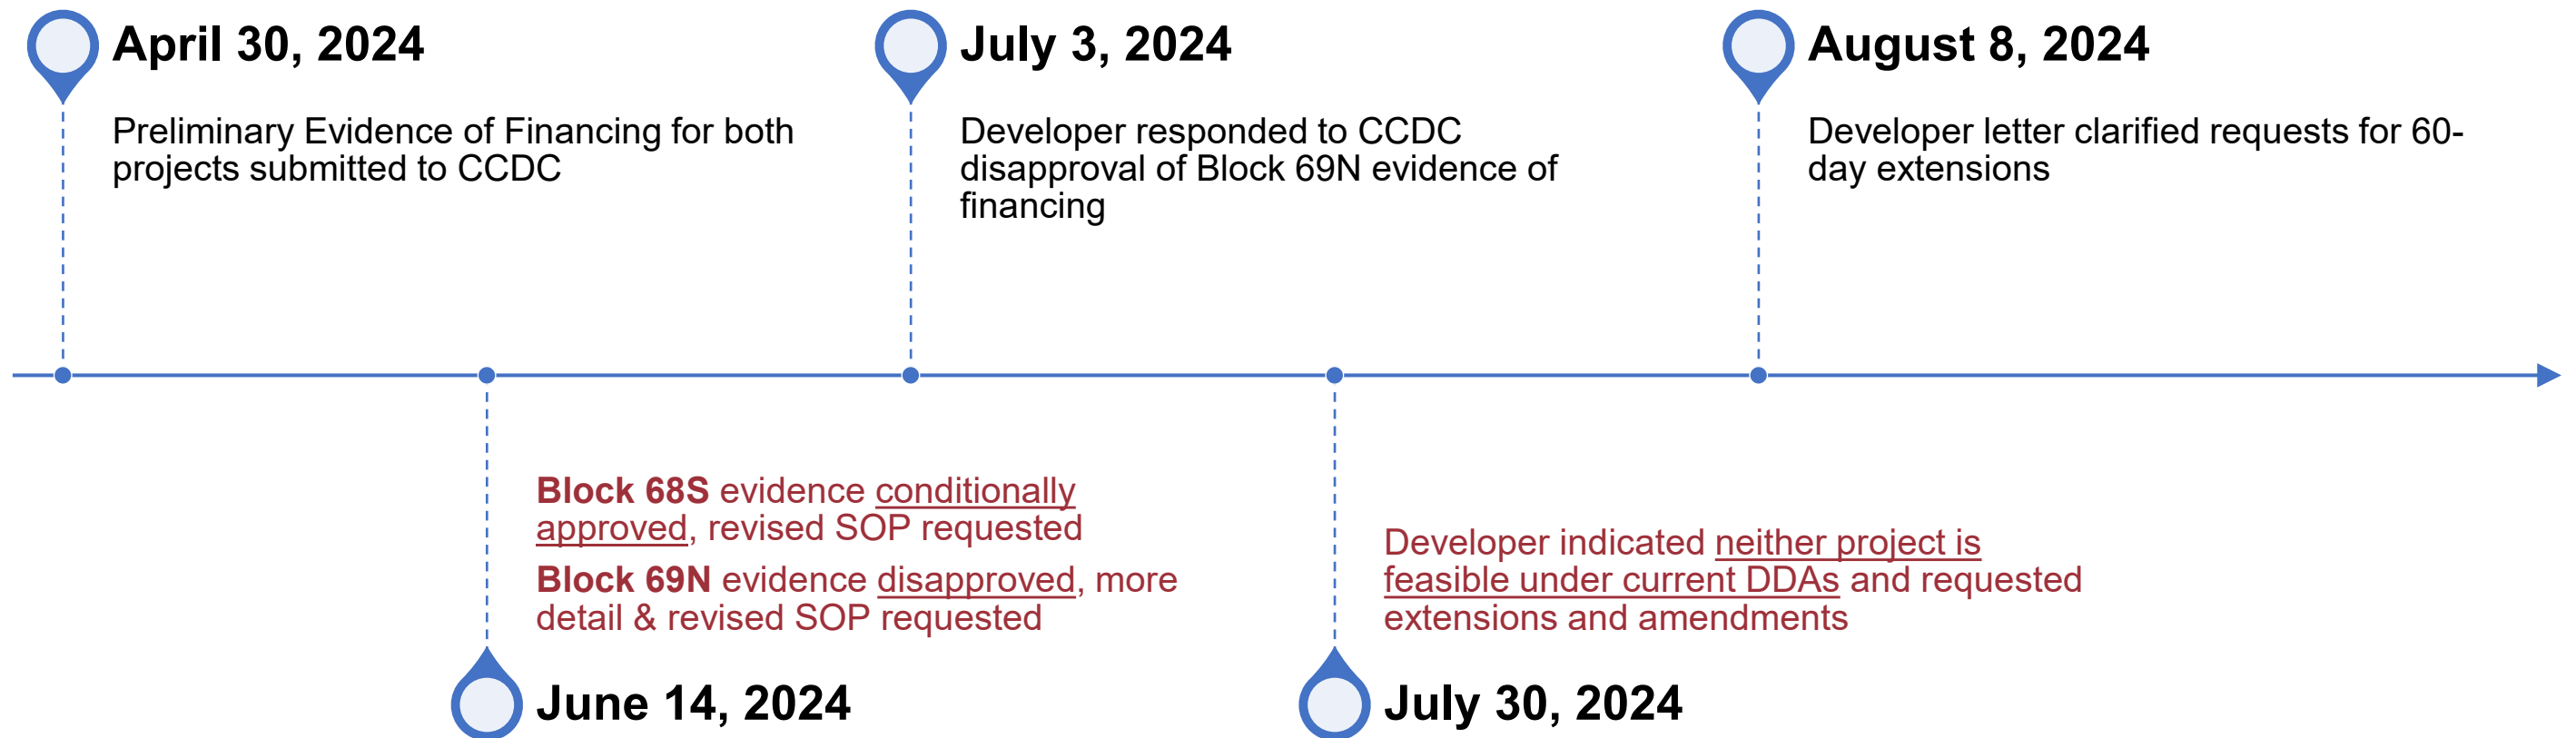 April 30, 2024
Preliminary Evidence of Financing for both
projects submitted to CCDC
July 3, 2024
Developer responded to CCDC
disapproval of Block 69N evidence of
financing
August 8, 2024
Developer letter clarified requests for 60-
day extensions
Block 68S evidence conditionally
approved, revised SOP requested
Block 69N evidence disapproved, more
detail & revised SOP requested
June 14, 2024
Developer indicated neither project is
feasible under current DDAs and requested
extensions and amendments
July 30, 2024